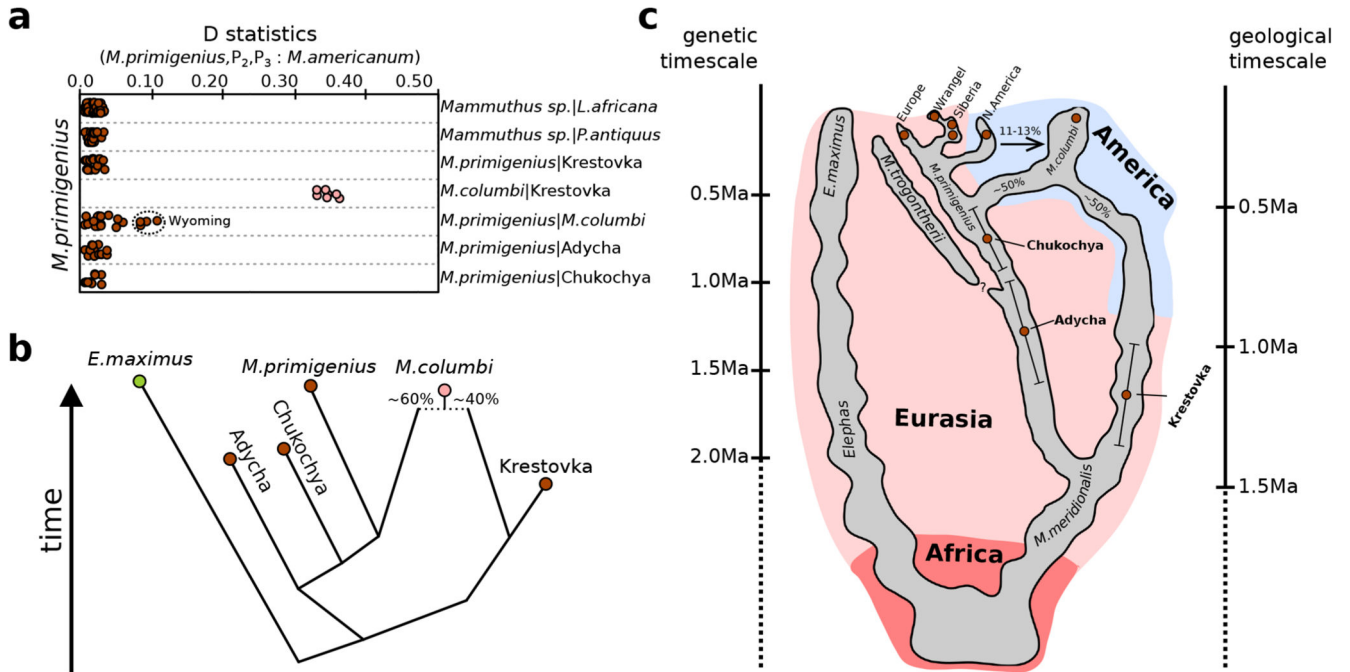 a
D statistics
(M.primigenius,P2,P3 : M.americanum)
0.0 0.10 0.20 0.30 0.40 0.50
M.primigenius
Mammuthus sp.|L.africana
Mammuthus sp.|P.antiquus
M.primigenius|Krestovka
M.columbi|Krestovka
Wyoming
M.primigenius|M.columbi
M.primigenius|Adycha
M.primigenius|Chukochya
b
time
E.maximus
M.primigenius
M.columbi
~60% ~40%
Adycha
Chukochya
Krestovka
c
genetic
timescale
0.5Ma
1.0Ma
1.5Ma
2.0Ma
geological
timescale
0.5Ma
1.0Ma
1.5Ma
Europe
Wrangel
Siberia
N.America
11-13%
America
E.maximus
M.trogontherii
M.primigenius
M.columbi
~50%
~50%
Chukochya
?
Adycha
Krestovka
Eurasia
Elephas
M.meridionalis
Africa